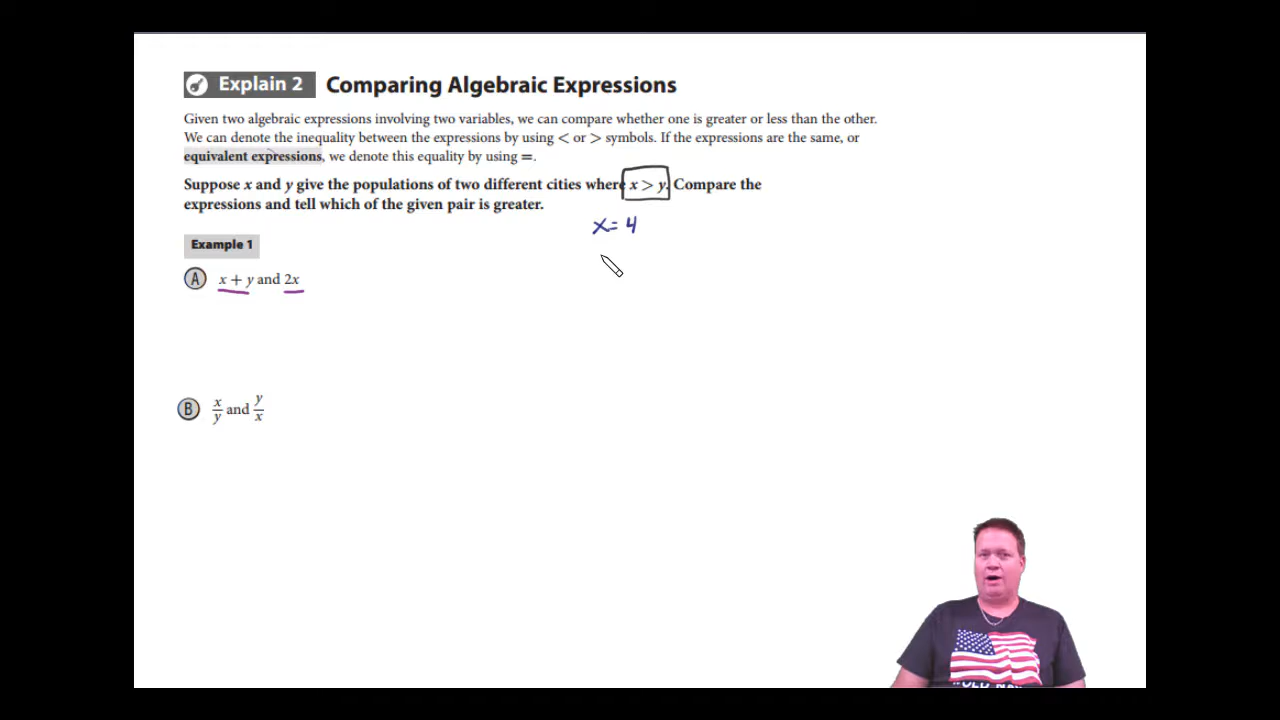 Explain 2 Comparing Algebraic Expressions
Given two algebraic expressions involving two variables, we can compare whether one is greater or less than the other.
We can denote the inequality between the expressions by using < or > symbols. If the expressions are the same, or
equivalent expressions, we denote this equality by using =.
Suppose x and y give the populations of two different cities where x > y. Compare the
expressions and tell which of the given pair is greater.
x = 4
Example 1
A x + y and 2x
B x/y and y/x